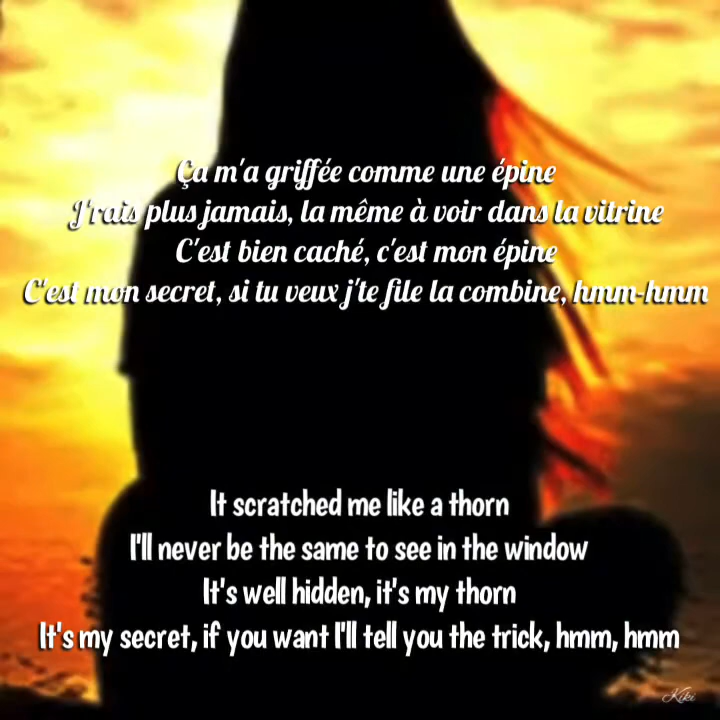 Ça m'a griffée comme une épine
J'rais plus jamais, la même à voir dans la vitrine
C'est bien caché, c'est mon épine
C'est mon secret, si tu veux j'te file la combine, hmm-hmm
It scratched me like a thorn
I'll never be the same to see in the window
It's well hidden, it's my thorn
It's my secret, if you want I'll tell you the trick, hmm, hmm
Kiki